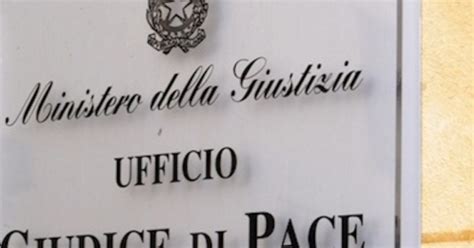 Ministero della Giustizia
UFFICIO
GIUDICE DI PACE